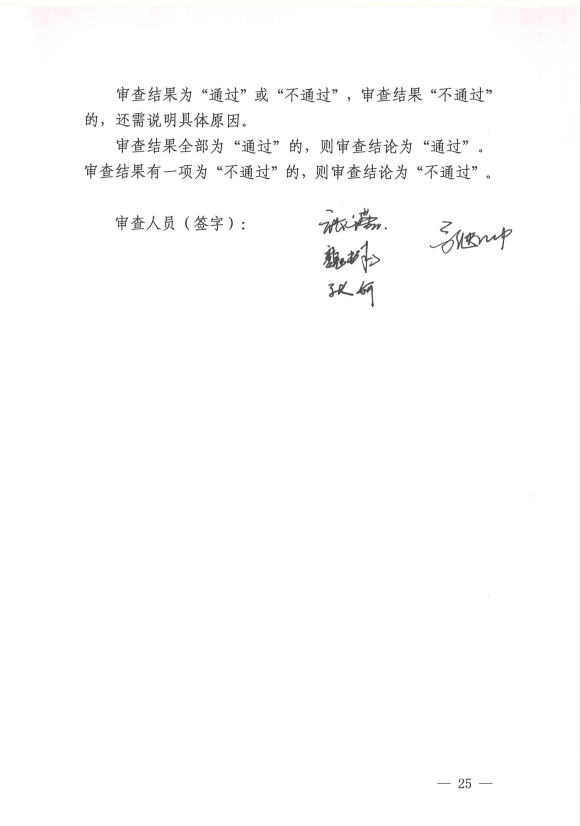 审查结果为“通过”或“不通过”，审查结果“不通过”
的，还需说明具体原因。
审查结果全部为“通过”的，则审查结论为“通过”。
审查结果有一项为“不通过”的，则审查结论为“不通过”。
审查人员（签字）：
— 25 —